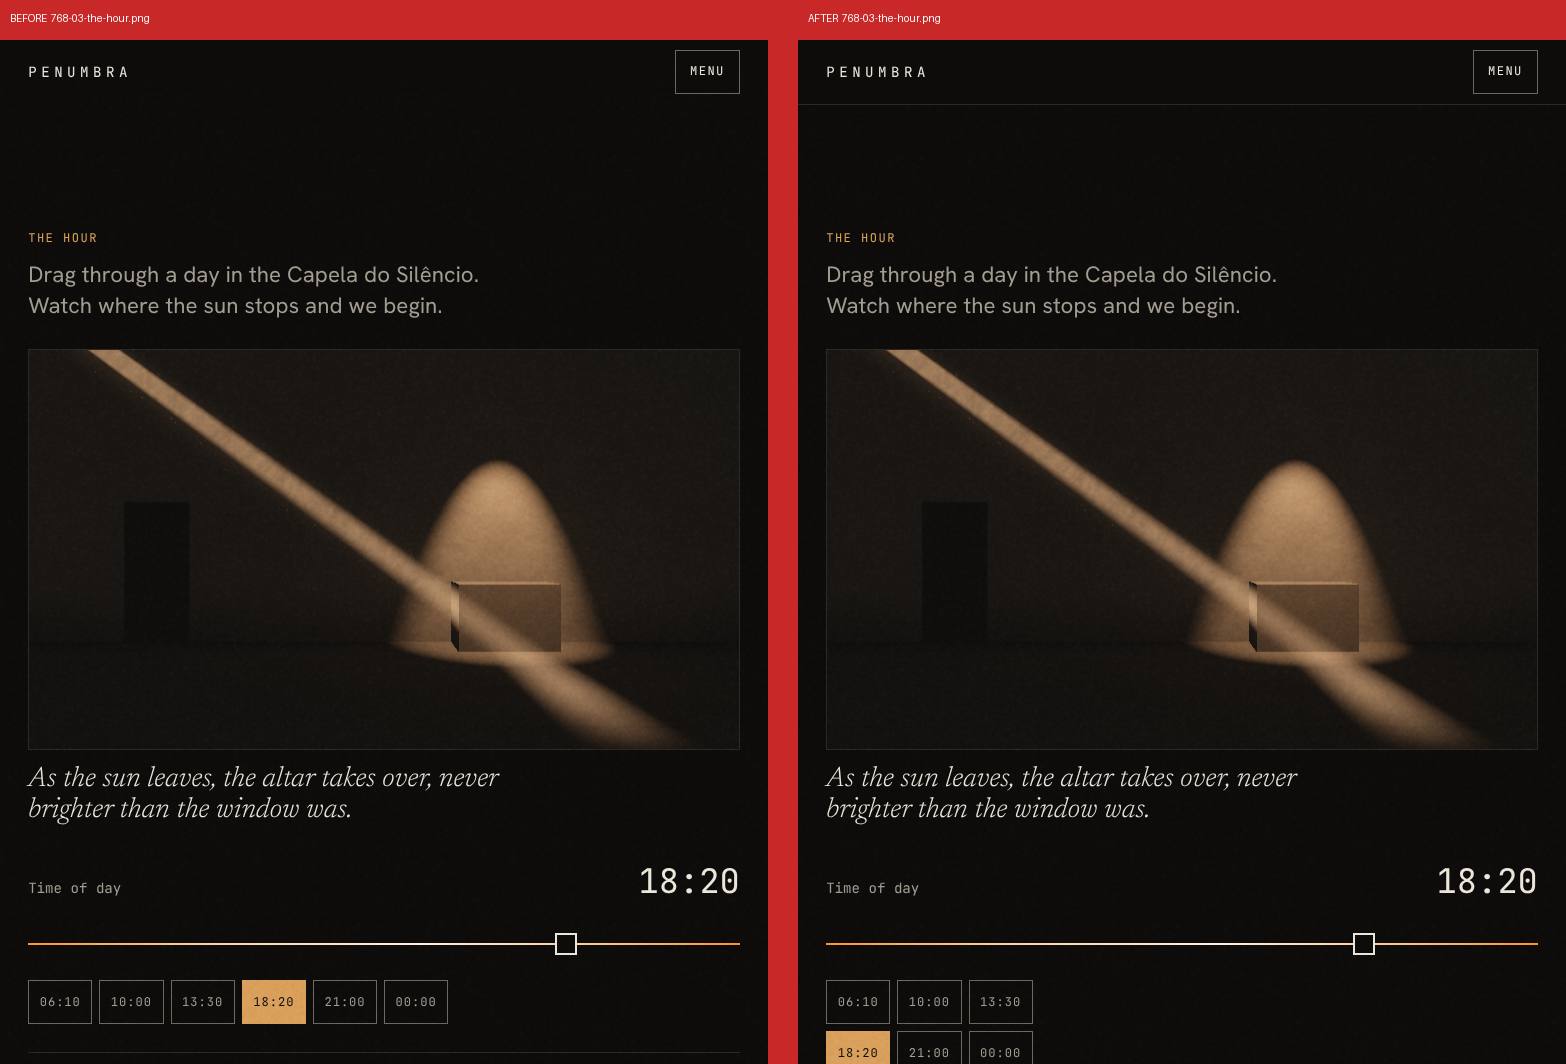 BEFORE 768-03-the-hour.png
PENUMBRA
MENU
THE HOUR
Drag through a day in the Capela do Silêncio.
Watch where the sun stops and we begin.
As the sun leaves, the altar takes over, never
brighter than the window was.
Time of day
18:20
06:10 10:00 13:30 18:20 21:00 00:00
AFTER 768-03-the-hour.png
PENUMBRA
MENU
THE HOUR
Drag through a day in the Capela do Silêncio.
Watch where the sun stops and we begin.
As the sun leaves, the altar takes over, never
brighter than the window was.
Time of day
18:20
06:10 10:00 13:30
18:20 21:00 00:00